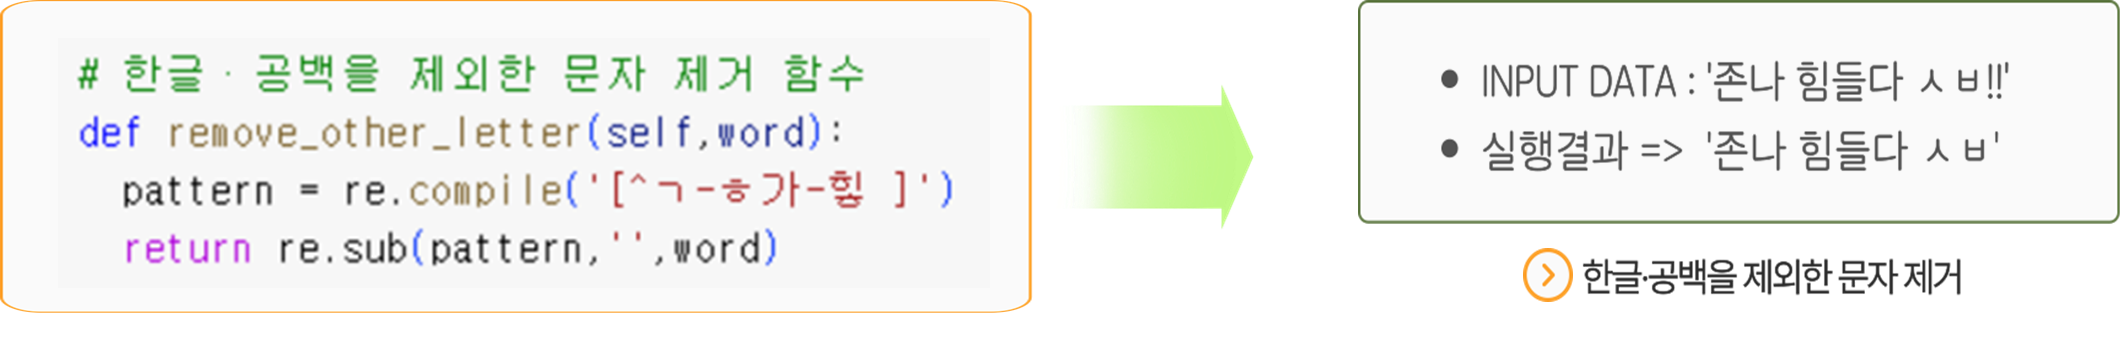 # 한글 · 공백을 제외한 문자 제거 함수
def remove_other_letter(self,word):
pattern = re.compile('[^ㄱ-ㅎ가-힣 ]')
return re.sub(pattern,'',word)
● INPUT DATA : '존나 힘들다 ㅅㅂ!!'
● 실행결과 => '존나 힘들다 ㅅㅂ'
한글·공백을 제외한 문자 제거